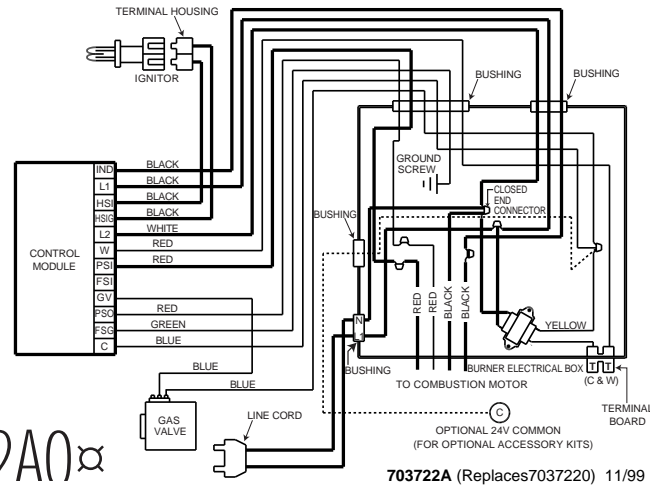 TERMINAL HOUSING
IGNITOR
BUSHING
BUSHING
GROUND
SCREW
CLOSED
END
CONNECTOR
BUSHING
CONTROL
MODULE
IND
L1
HSI
HSIG
L2
W
PSI
FSI
GV
PSO
FSG
C
BLACK
BLACK
BLACK
BLACK
WHITE
RED
RED
RED
GREEN
BLUE
BLUE
BLUE
N
L1
RED
RED
BLACK
BLACK
YELLOW
BUSHING
BURNER ELECTRICAL BOX
T T
(C & W)
TO COMBUSTION MOTOR
TERMINAL
BOARD
GAS
VALVE
LINE CORD
C
OPTIONAL 24V COMMON
(FOR OPTIONAL ACCESSORY KITS)
2A0¤
703722A (Replaces7037220) 11/99